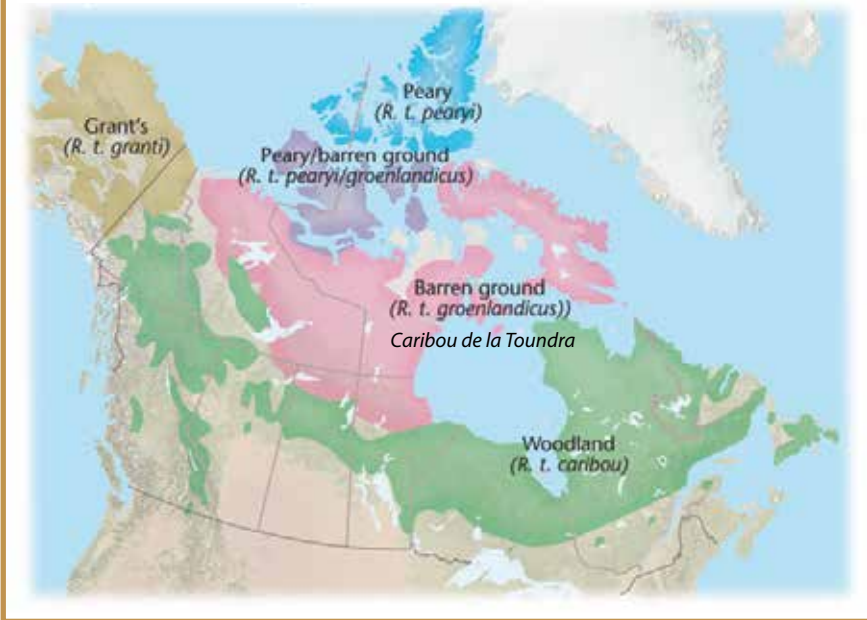 Peary
(R. t. pearyi)
Grant's
(R. t. granti)
Peary/barren ground
(R. t. pearyi/groenlandicus)
Barren ground
(R. t. groenlandicus))
Caribou de la Toundra
Woodland
(R. t. caribou)